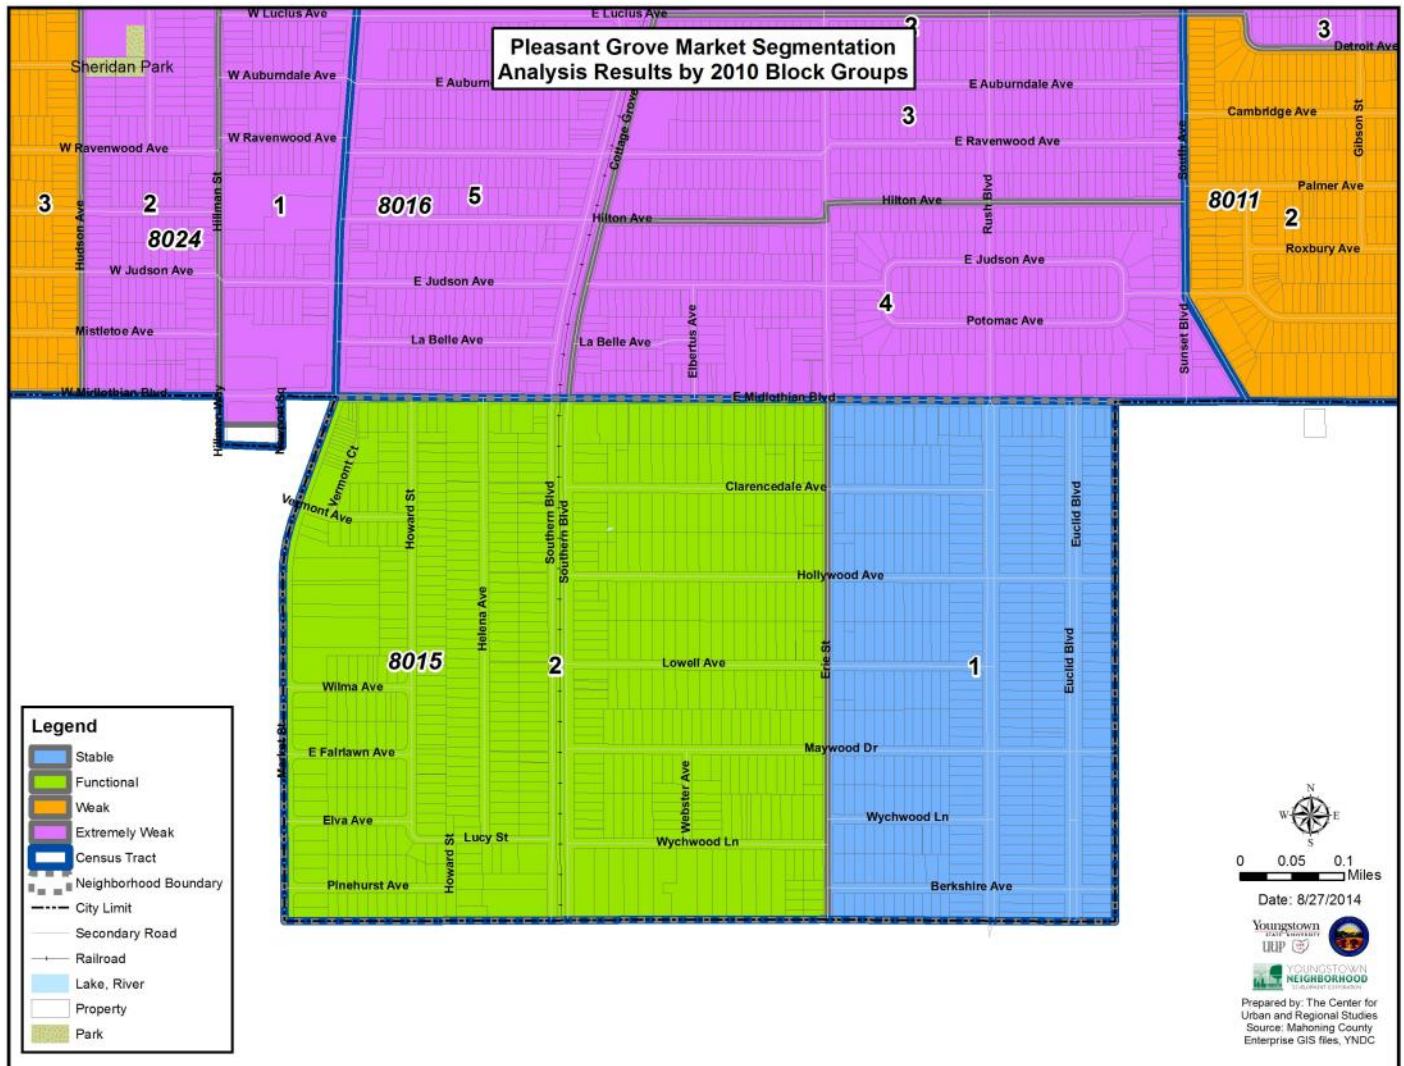 W Lucius Ave
E Lucius Ave
Pleasant Grove Market Segmentation
Analysis Results by 2010 Block Groups
3
Detroit Ave
Sheridan Park
W Auburndale Ave
E Auburn
Cottage Grove
E Auburndale Ave
3
Cambridge Ave
Gibson St
W Ravenwood Ave
W Ravenwood Ave
E Ravenwood Ave
South Ave
3
2
1
8016
5
Hilton Ave
Hilton Ave
Rush Blvd
8011
Palmer Ave
2
Hudson Ave
8024
Hillman St
Roxbury Ave
W Judson Ave
E Judson Ave
E Judson Ave
4
Mistletoe Ave
La Belle Ave
La Belle Ave
Elbertus Ave
Potomac Ave
Sunset Blvd
W Midlothian Blvd
E Midlothian Blvd
Vermont Ct
Vermont Ave
Howard St
Southern Blvd
Southern Blvd
Clarencedale Ave
Euclid Blvd
Hollywood Ave
Helena Ave
8015
2
Lowell Ave
Erie St
1
Euclid Blvd
Wilma Ave
Market St
E Fairlawn Ave
Maywood Dr
Webster Ave
Elva Ave
Lucy St
Wychwood Ln
Wychwood Ln
Howard St
Pinehurst Ave
Berkshire Ave
Legend
Stable
Functional
Weak
Extremely Weak
Census Tract
Neighborhood Boundary
City Limit
Secondary Road
Railroad
Lake, River
Property
Park
N
W E
S
0 0.05 0.1
Miles
Date: 8/27/2014
Youngstown
STATE UNIVERSITY
YOUNGSTOWN
NEIGHBORHOOD
DEVELOPMENT CORPORATION
Prepared by: The Center for
Urban and Regional Studies
Source: Mahoning County
Enterprise GIS files, YNDC